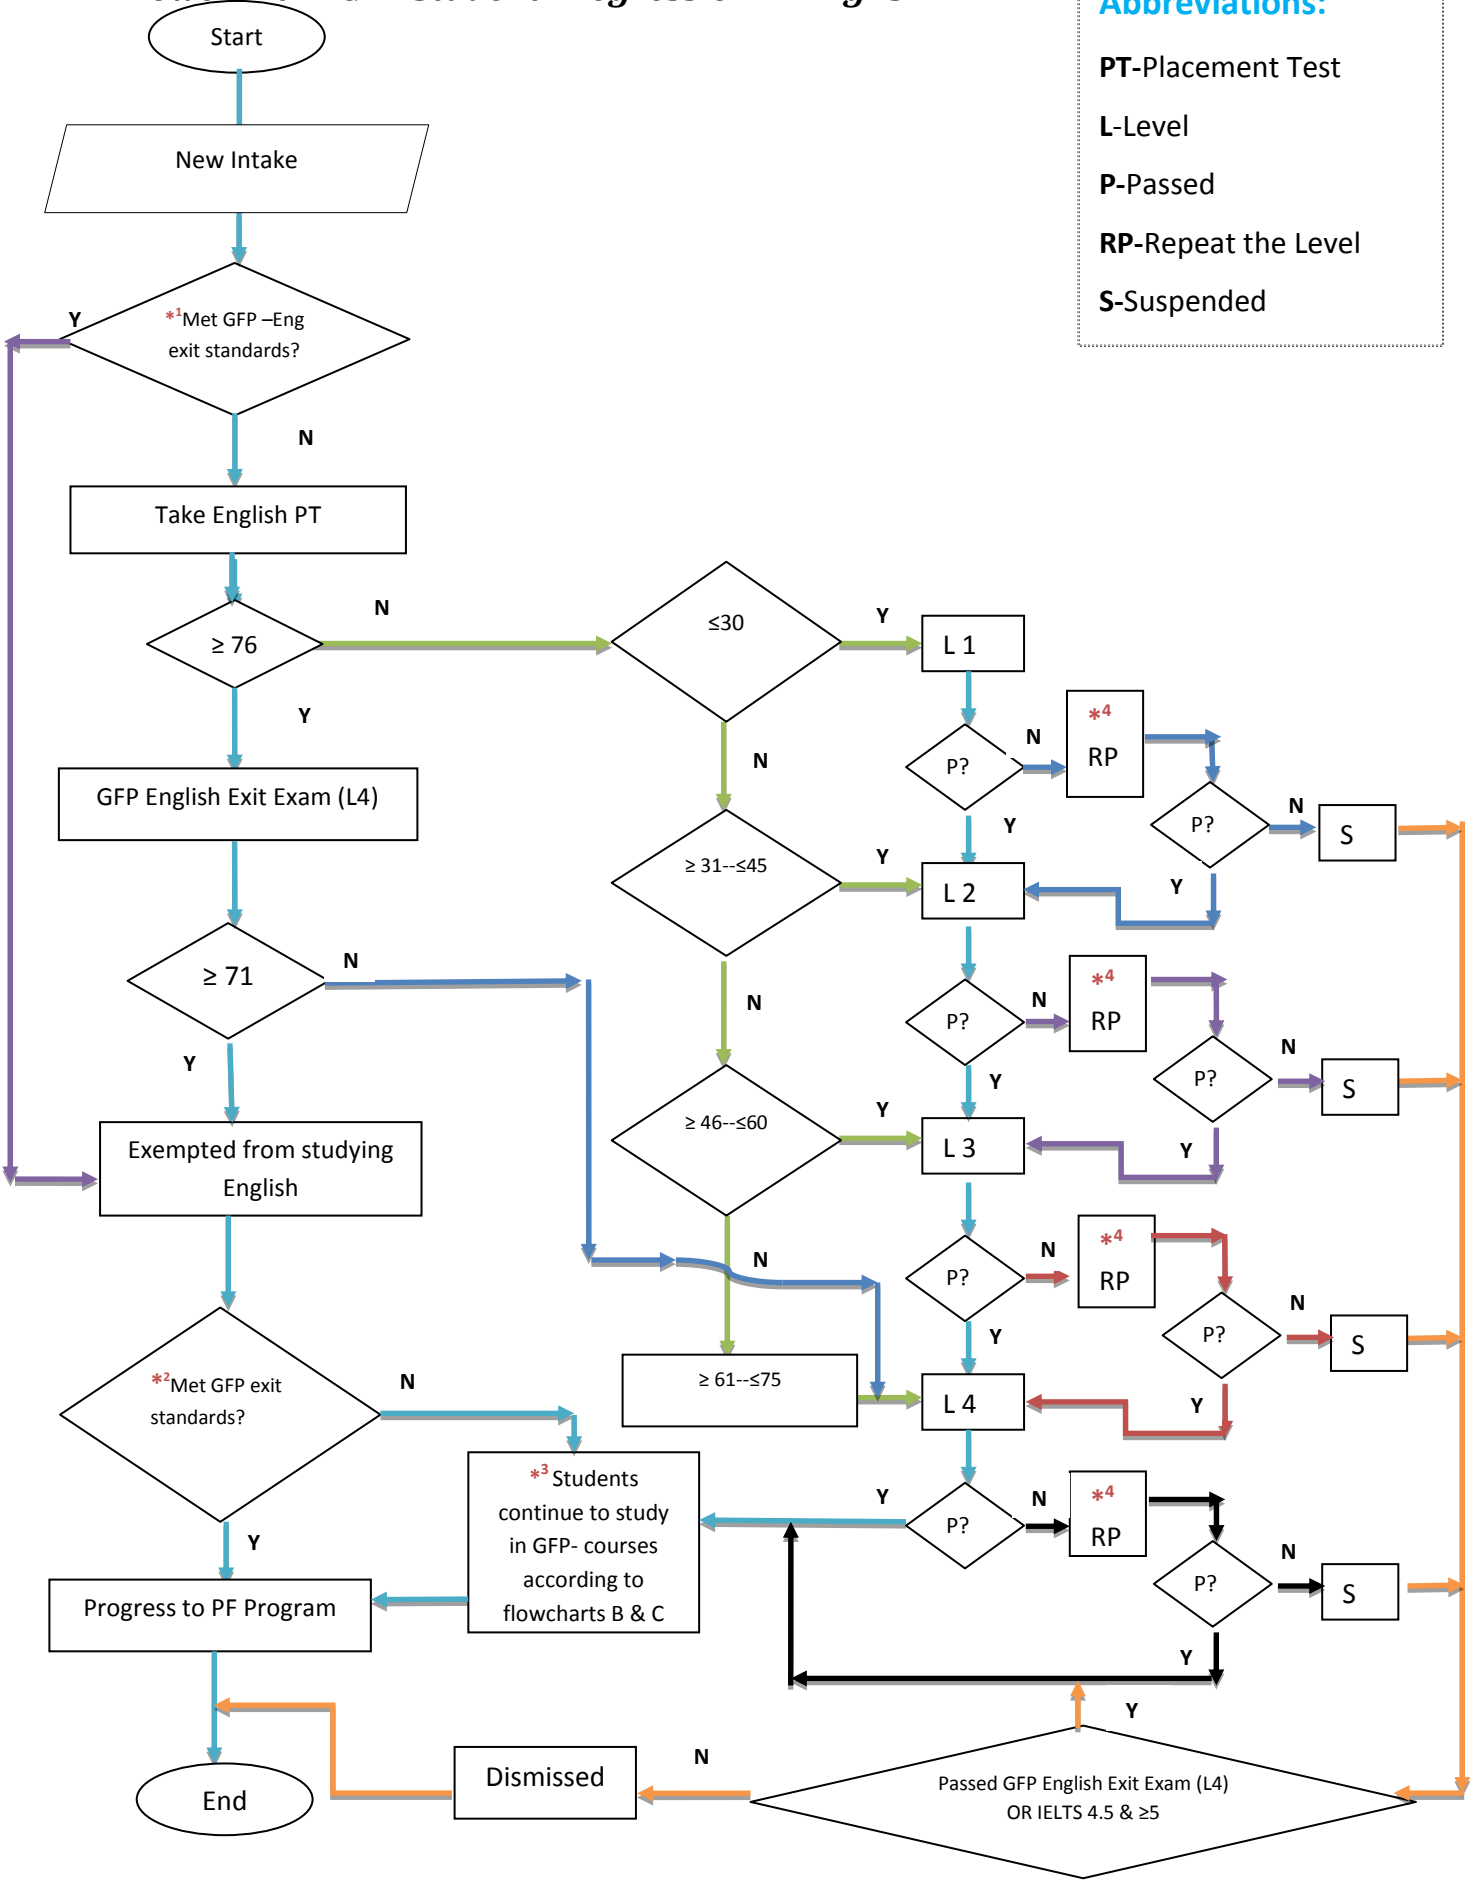 Abbreviations:
PT-Placement Test
L-Level
P-Passed
RP-Repeat the Level
S-Suspended
Start
New Intake
Y
*1Met GFP –Eng
exit standards?
N
Take English PT
≥ 76
N
Y
GFP English Exit Exam (L4)
≥ 71
N
Y
Exempted from studying
English
*2Met GFP exit
standards?
N
Y
Progress to PF Program
End
≤30
Y
N
≥ 31--≤45
Y
N
≥ 46--≤60
Y
N
≥ 61--≤75
*3 Students
continue to study
in GFP- courses
according to
flowcharts B & C
L 1
P?
N
*4
RP
P?
N
S
Y
Y
L 2
P?
N
*4
RP
P?
N
S
Y
Y
L 3
P?
N
*4
RP
P?
N
S
Y
Y
L 4
Y
P?
N
*4
RP
P?
N
S
Y
Y
Passed GFP English Exit Exam (L4)
OR IELTS 4.5 & ≥5
N
Dismissed